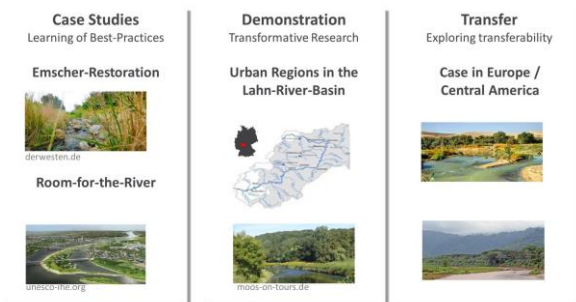 Case Studies
Learning of Best-Practices
Emscher-Restoration
derwesten.de
Room-for-the-River
unesco-ihe.org
Demonstration
Transformative Research
Urban Regions in the
Lahn-River-Basin
moos-on-tours.de
Transfer
Exploring transferability
Case in Europe /
Central America